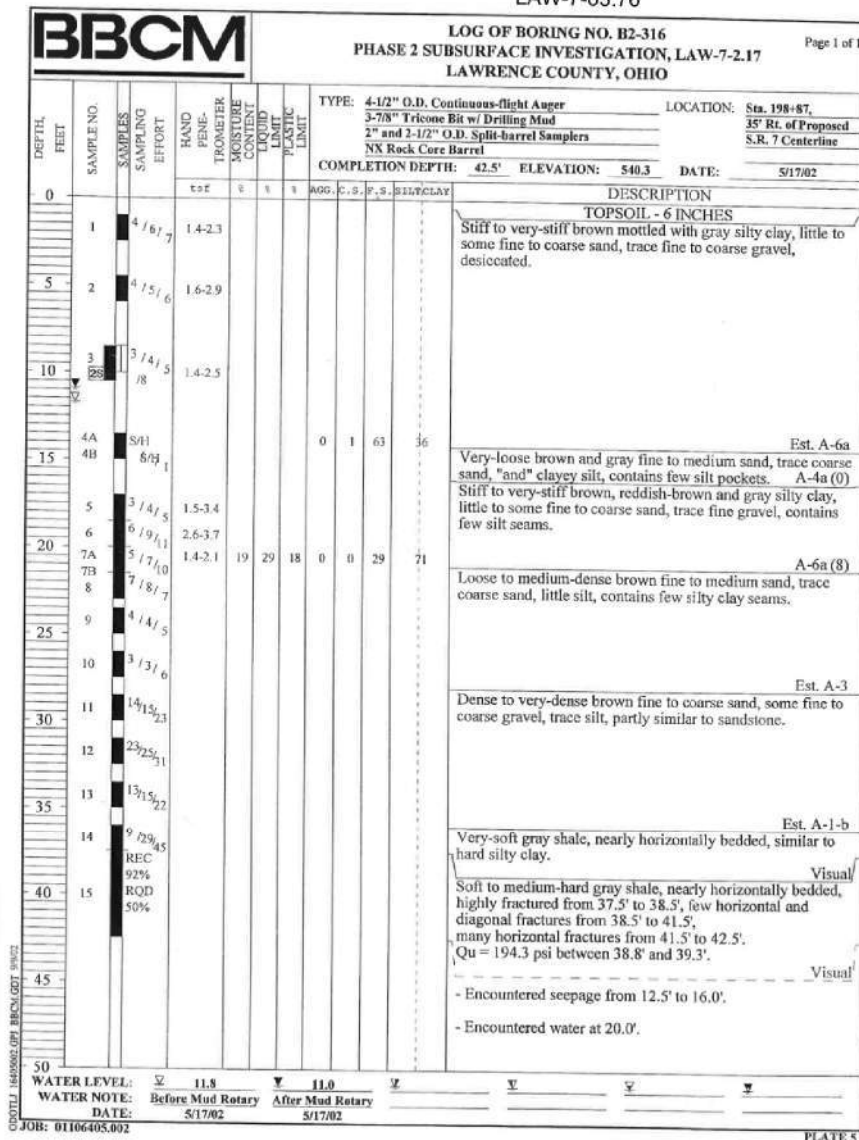 LAW-7-03.76
BBCM
LOG OF BORING NO. B2-316
PHASE 2 SUBSURFACE INVESTIGATION, LAW-7-2.17
LAWRENCE COUNTY, OHIO
Page 1 of 1
DEPTH, FEET
SAMPLE NO.
SAMPLES
SAMPLING EFFORT
HAND PENE-TROMETER
MOISTURE CONTENT
LIQUID LIMIT
PLASTIC LIMIT
TYPE: 4-1/2" O.D. Continuous-flight Auger
3-7/8" Tricone Bit w/ Drilling Mud
2" and 2-1/2" O.D. Split-barrel Samplers
NX Rock Core Barrel
LOCATION: Sta. 198+87,
35' Rt. of Proposed
S.R. 7 Centerline
COMPLETION DEPTH: 42.5' ELEVATION: 540.3 DATE: 5/17/02
0 tsf % % % AGG. C.S. F.S. SILT CLAY DESCRIPTION
TOPSOIL - 6 INCHES
1 4/6/7 1.4-2.3 Stiff to very-stiff brown mottled with gray silty clay, little to
some fine to coarse sand, trace fine to coarse gravel,
desiccated.
5 2 4/5/6 1.6-2.9
3 3/4/5
10 2S /8 1.4-2.5
4A S/H 0 1 63 36 Est. A-6a
15 4B S/H 1 Very-loose brown and gray fine to medium sand, trace coarse
sand, "and" clayey silt, contains few silt pockets. A-4a (0)
5 3/4/5 1.5-3.4 Stiff to very-stiff brown, reddish-brown and gray silty clay,
little to some fine to coarse sand, trace fine gravel, contains
6 6/9/11 2.6-3.7 few silt seams.
20 7A 5/7/10 1.4-2.1 19 29 18 0 0 29 71 A-6a (8)
7B
8 7/8/7 Loose to medium-dense brown fine to medium sand, trace
coarse sand, little silt, contains few silty clay seams.
9 4/4/5
25
10 3/3/6
Est. A-3
11 14/15/23 Dense to very-dense brown fine to coarse sand, some fine to
30 coarse gravel, trace silt, partly similar to sandstone.
12 23/25/31
13 13/15/22
35
Est. A-1-b
14 9/29/45 Very-soft gray shale, nearly horizontally bedded, similar to
hard silty clay.
REC
92% Visual
40 15 RQD Soft to medium-hard gray shale, nearly horizontally bedded,
50% highly fractured from 37.5' to 38.5', few horizontal and
diagonal fractures from 38.5' to 41.5',
many horizontal fractures from 41.5' to 42.5'.
Qu = 194.3 psi between 38.8' and 39.3'.
45 Visual
- Encountered seepage from 12.5' to 16.0'.
- Encountered water at 20.0'.
50
WATER LEVEL: 11.8 11.0
WATER NOTE: Before Mud Rotary After Mud Rotary
DATE: 5/17/02 5/17/02
JOB: 01106405.002
PLATE 5
BBCM.GDT 9/9/02